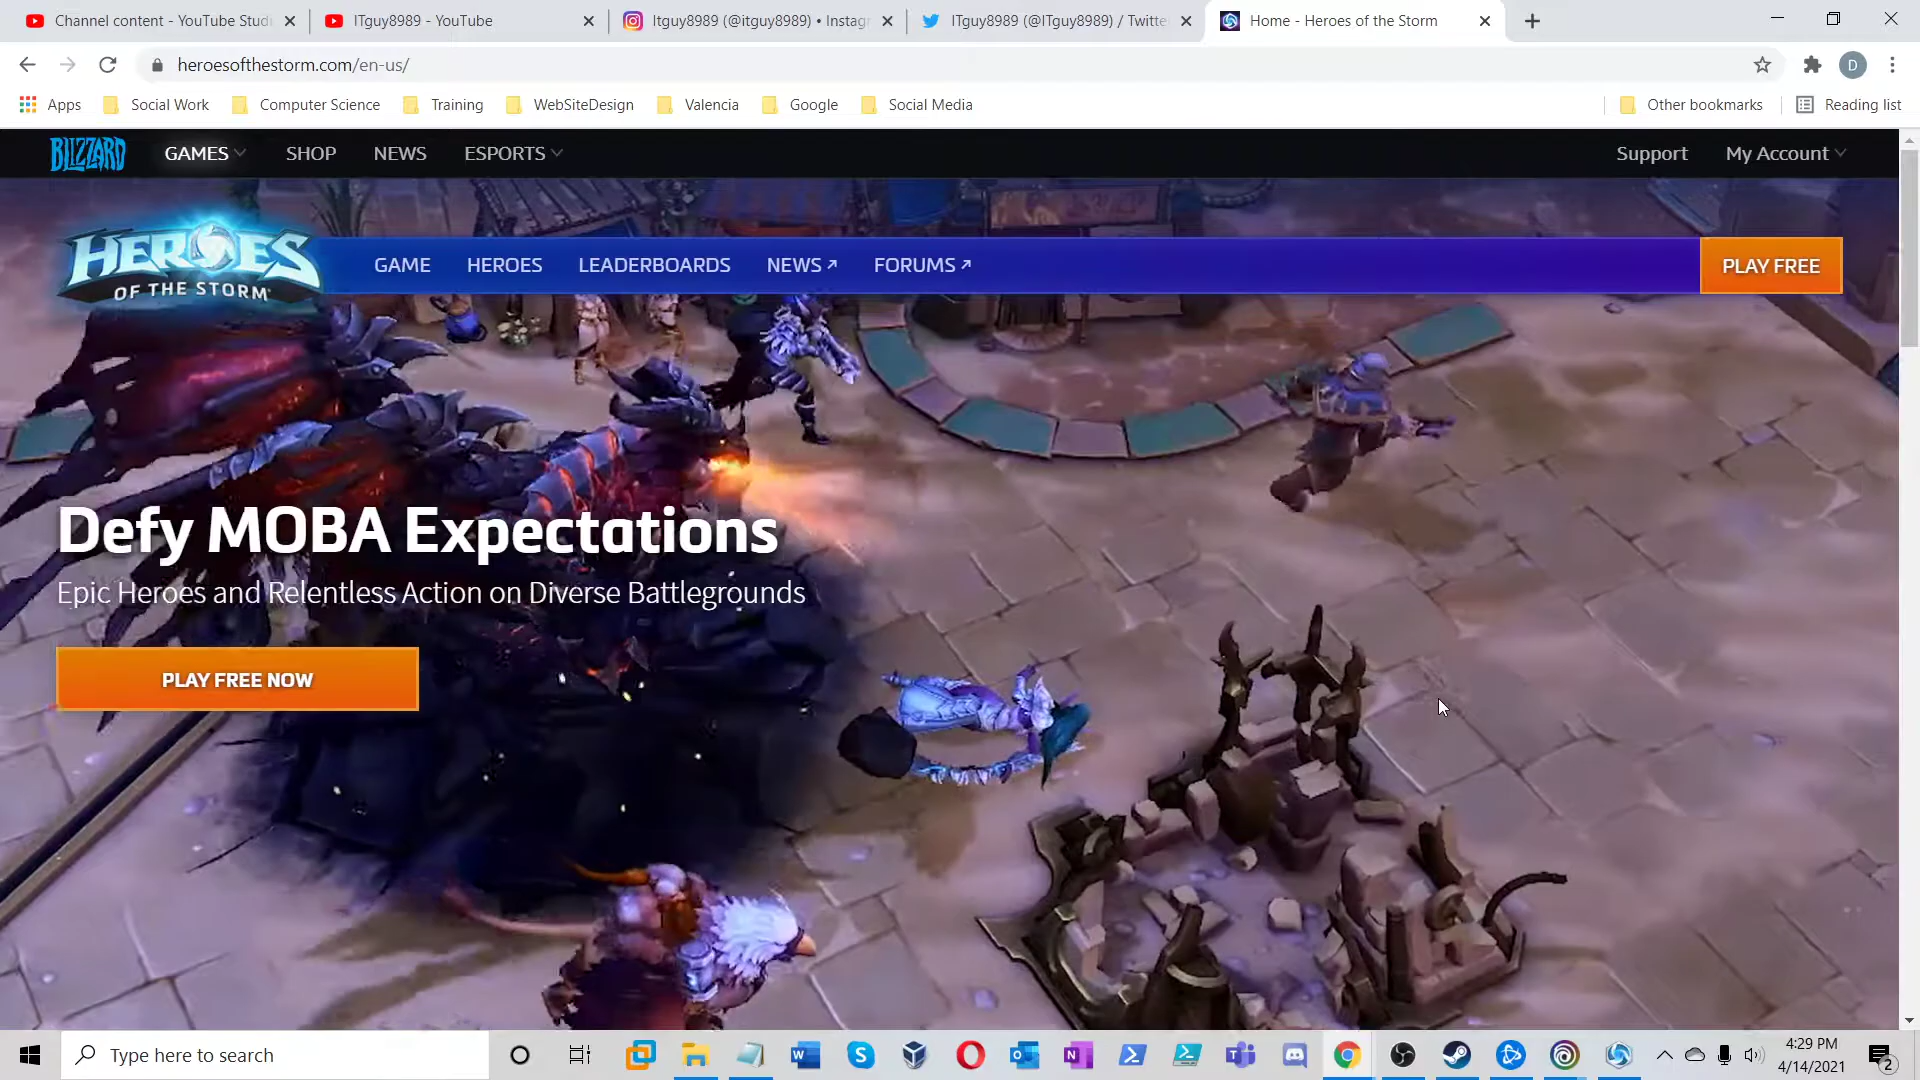 Channel content - YouTube Studi
ITguy8989 - YouTube
Itguy8989 (@itguy8989) • Instagr
ITguy8989 (@ITguy8989) / Twitte
Home - Heroes of the Storm
heroesofthestorm.com/en-us/
D
Apps
Social Work
Computer Science
Training
WebSiteDesign
Valencia
Google
Social Media
Other bookmarks
Reading list
BLIZZARD
GAMES
SHOP
NEWS
ESPORTS
Support
My Account
HEROES
OF THE STORM
GAME
HEROES
LEADERBOARDS
NEWS
FORUMS
PLAY FREE
Defy MOBA Expectations
Epic Heroes and Relentless Action on Diverse Battlegrounds
PLAY FREE NOW
Type here to search
4:29 PM
4/14/2021
2